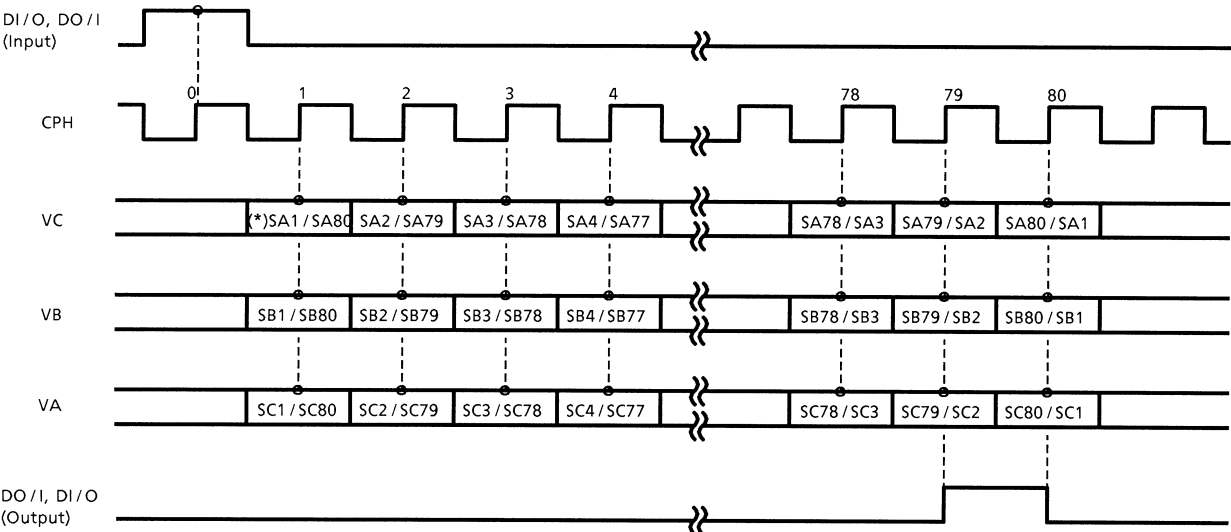 DI/O, DO/I
(Input)
0 1 2 3 4 78 79 80
CPH
VC (*)SA1/SA80 SA2/SA79 SA3/SA78 SA4/SA77 SA78/SA3 SA79/SA2 SA80/SA1
VB SB1/SB80 SB2/SB79 SB3/SB78 SB4/SB77 SB78/SB3 SB79/SB2 SB80/SB1
VA SC1/SC80 SC2/SC79 SC3/SC78 SC4/SC77 SC78/SC3 SC79/SC2 SC80/SC1
DO/I, DI/O
(Output)